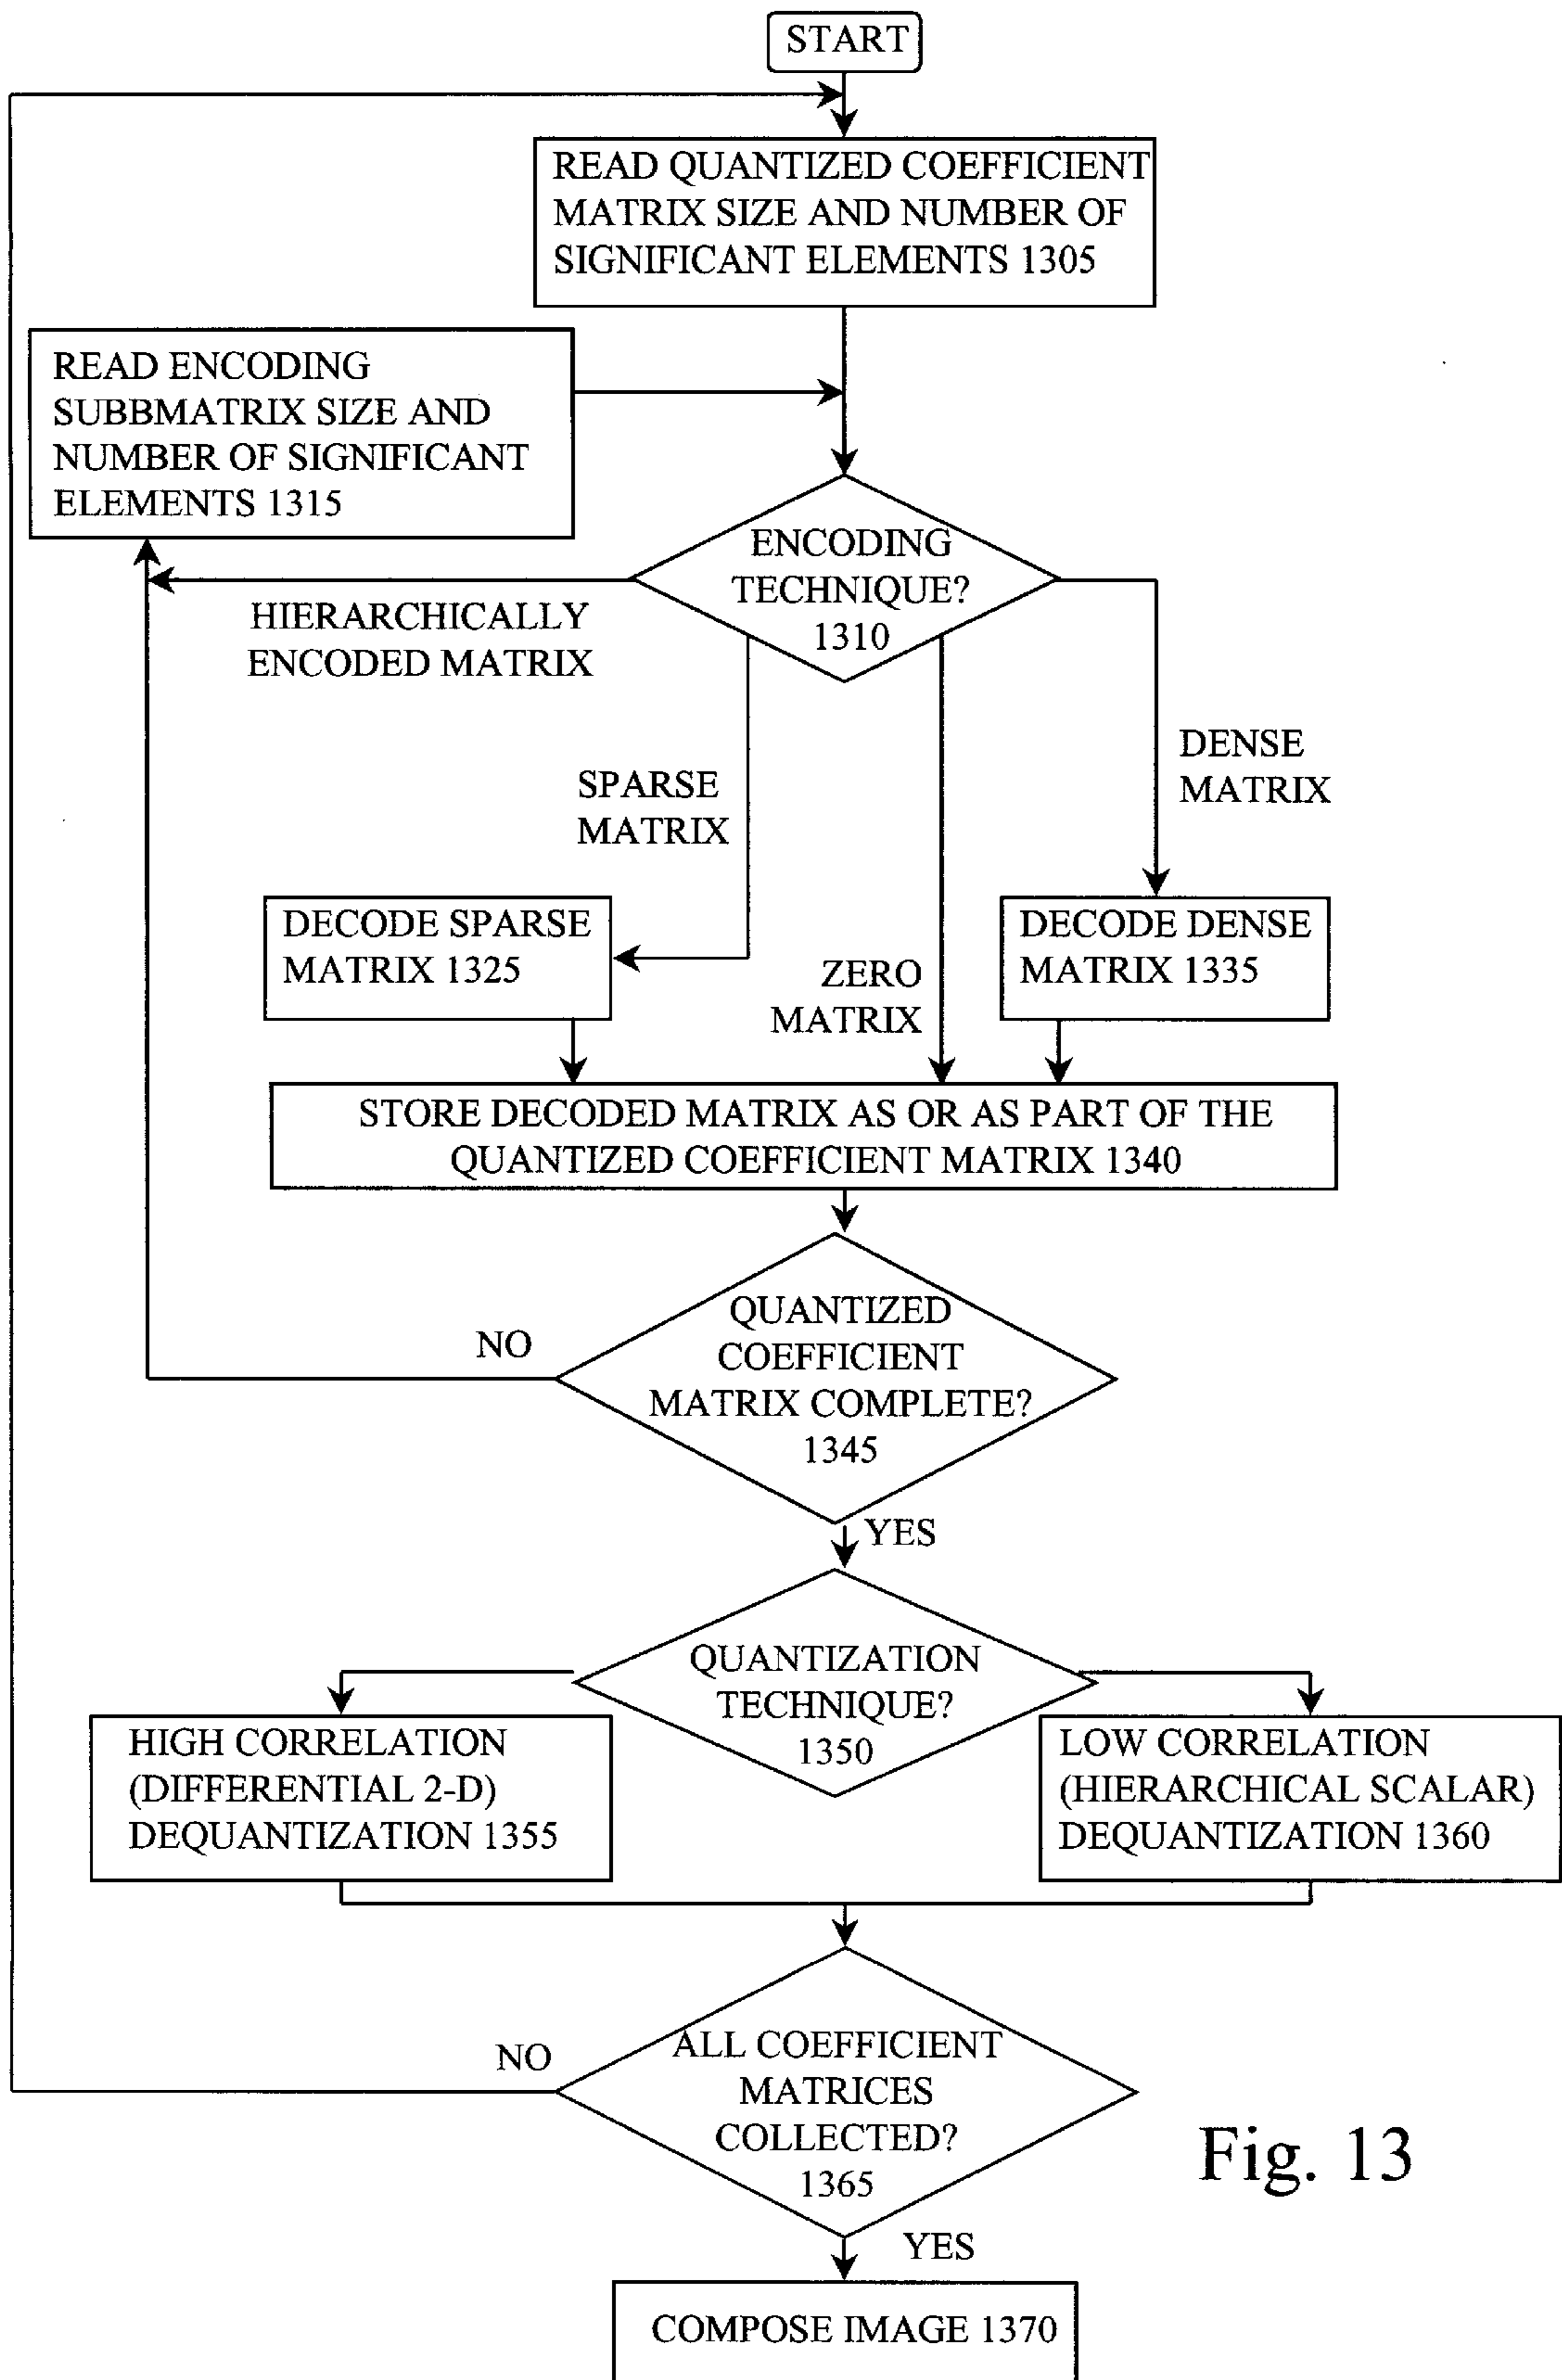 START
READ QUANTIZED COEFFICIENT
MATRIX SIZE AND NUMBER OF
SIGNIFICANT ELEMENTS 1305
READ ENCODING
SUBBMATRIX SIZE AND
NUMBER OF SIGNIFICANT
ELEMENTS 1315
ENCODING
TECHNIQUE?
1310
HIERARCHICALLY
ENCODED MATRIX
SPARSE
MATRIX
DENSE
MATRIX
DECODE SPARSE
MATRIX 1325
ZERO
MATRIX
DECODE DENSE
MATRIX 1335
STORE DECODED MATRIX AS OR AS PART OF THE
QUANTIZED COEFFICIENT MATRIX 1340
QUANTIZED
COEFFICIENT
MATRIX COMPLETE?
1345
NO
YES
QUANTIZATION
TECHNIQUE?
1350
HIGH CORRELATION
(DIFFERENTIAL 2-D)
DEQUANTIZATION 1355
LOW CORRELATION
(HIERARCHICAL SCALAR)
DEQUANTIZATION 1360
NO
ALL COEFFICIENT
MATRICES
COLLECTED?
1365
Fig. 13
YES
COMPOSE IMAGE 1370